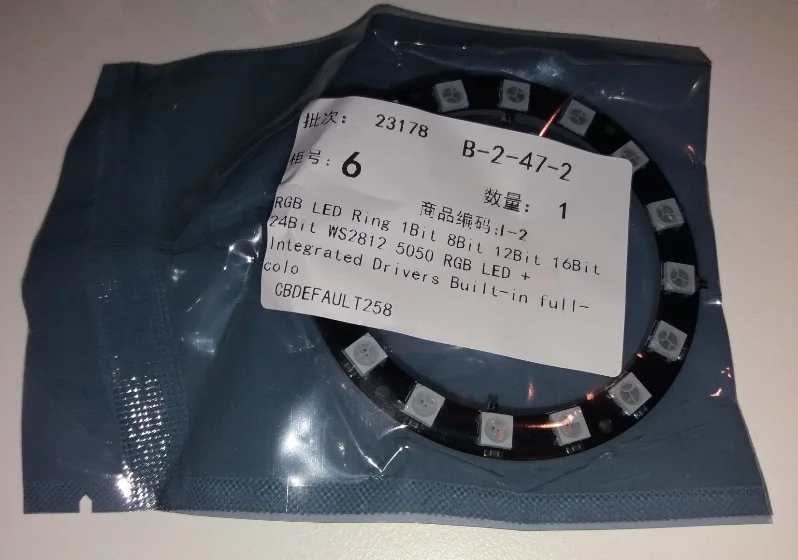 批次: 23178 B-2-47-2
柜号: 6 数量: 1
商品编码:I-2
RGB LED Ring 1Bit 8Bit 12Bit 16Bit
24Bit WS2812 5050 RGB LED +
Integrated Drivers Built-in full-
colo
CBDEFAULT258